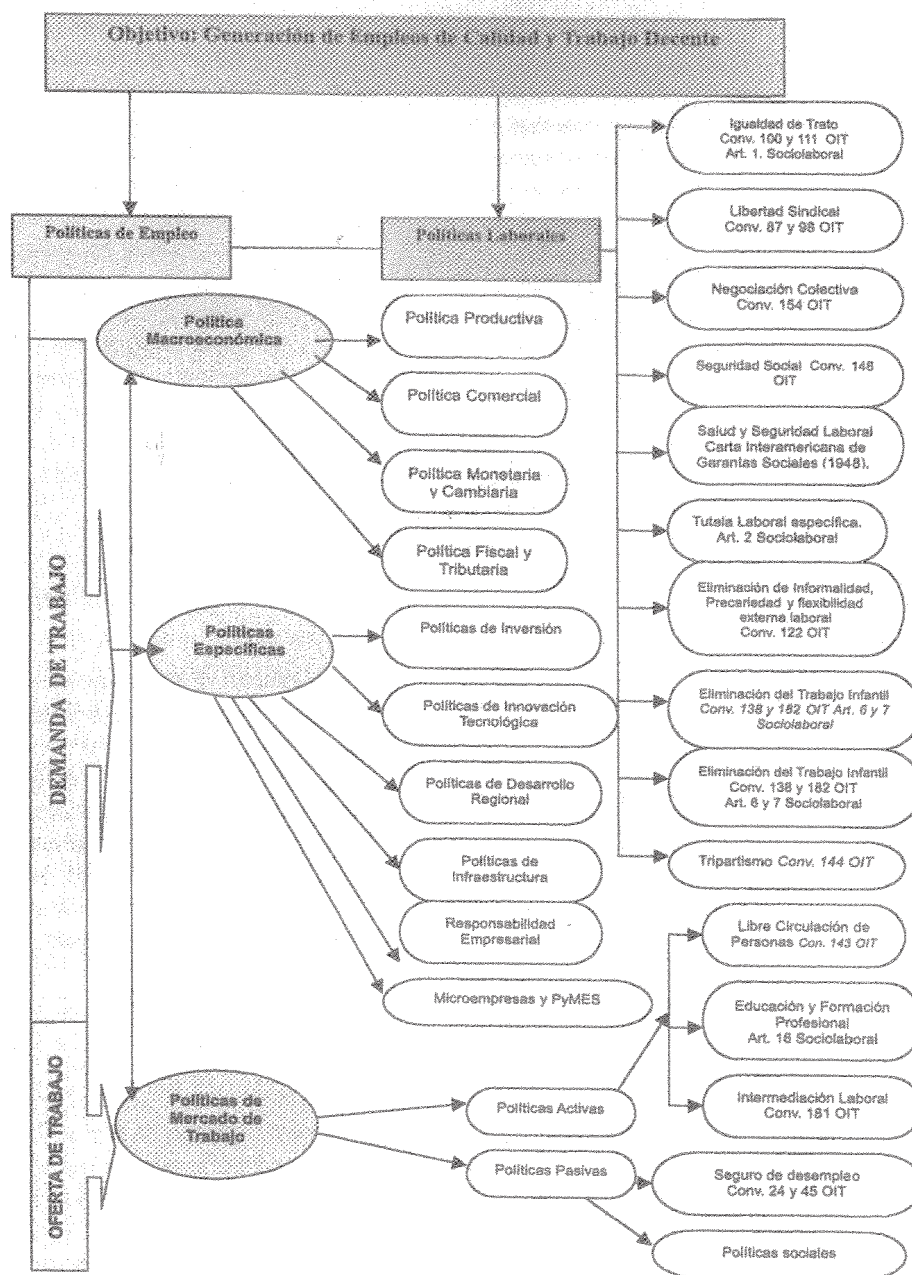 Objetivo: Generación de Empleos de Calidad y Trabajo Decente
Políticas de Empleo
Políticas Laborales
Igualdad de Trato
Conv. 100 y 111 OIT
Art. 1. Sociolaboral
Libertad Sindical
Conv. 87 y 98 OIT
Negociación Colectiva
Conv. 154 OIT
Seguridad Social Conv. 148
OIT
Salud y Seguridad Laboral
Carta Interamericana de
Garantías Sociales (1948).
Tutela Laboral específica.
Art. 2 Sociolaboral
Eliminación de Informalidad,
Precariedad y flexibilidad
externa laboral
Conv. 122 OIT
Eliminación del Trabajo Infantil
Conv. 138 y 182 OIT Art. 6 y 7
Sociolaboral
Eliminación del Trabajo Infantil
Conv. 138 y 182 OIT
Art. 6 y 7 Sociolaboral
Tripartismo Conv. 144 OIT
DEMANDA DE TRABAJO
Política
Macroeconómica
Política Productiva
Política Comercial
Política Monetaria
y Cambiaria
Política Fiscal y
Tributaria
Políticas
Específicas
Políticas de Inversión
Políticas de Innovación
Tecnológica
Políticas de Desarrollo
Regional
Políticas de
Infraestructura
Responsabilidad
Empresarial
Microempresas y PyMES
OFERTA DE TRABAJO
Políticas de
Mercado de
Trabajo
Políticas Activas
Libre Circulación de
Personas Con. 143 OIT
Educación y Formación
Profesional
Art. 16 Sociolaboral
Intermediación Laboral
Conv. 181 OIT
Políticas Pasivas
Seguro de desempleo
Conv. 24 y 45 OIT
Políticas sociales